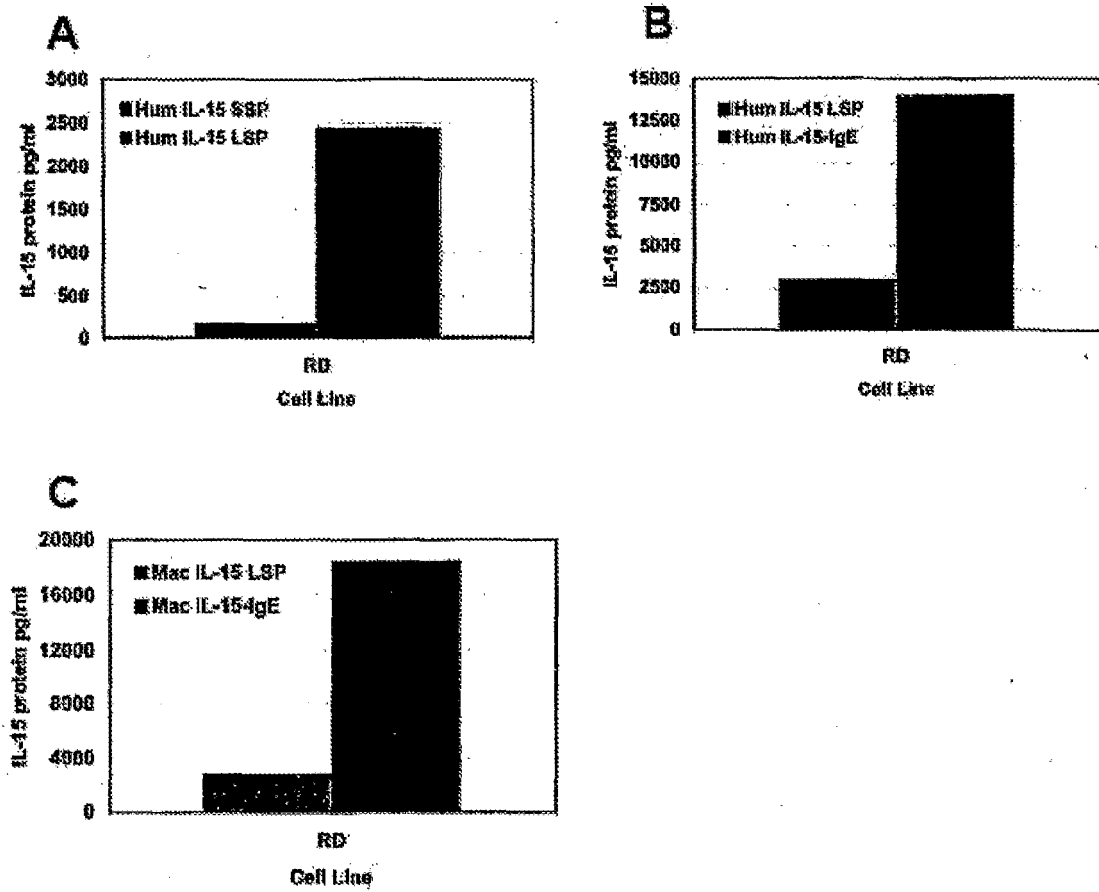 A
3000
2500
2000
1500
1000
500
0
IL-15 protein pg/ml
■Hum IL-15 SSP
■Hum IL-15 LSP
RD
Cell Line
B
15000
12500
10000
7500
5000
2500
0
IL-15 protein pg/ml
■Hum IL-15 LSP
■Hum IL-15-IgE
RD
Cell Line
C
20000
16000
12000
8000
4000
0
IL-15 protein pg/ml
■Mac IL-15 LSP
■Mac IL-15-IgE
RD
Cell Line